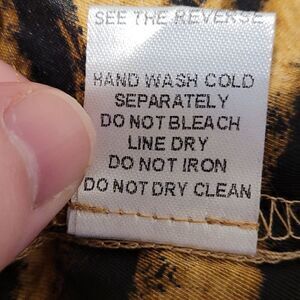 SEE THE REVERSE
HAND WASH COLD
SEPARATELY
DO NOT BLEACH
LINE DRY
DO NOT IRON
DO NOT DRY CLEAN